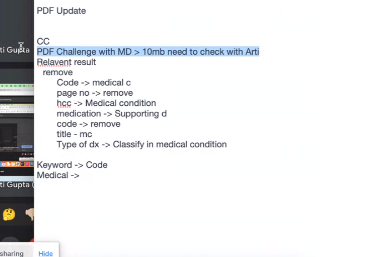 PDF Update
CC
PDF Challenge with MD > 10mb need to check with Arti
Relavent result
remove
Code -> medical c
page no -> remove
hcc -> Medical condition
medication -> Supporting d
code -> remove
title - mc
Type of dx -> Classify in medical condition
Keyword -> Code
Medical ->
ti Gupta
ti Gupta (
sharing
Hide